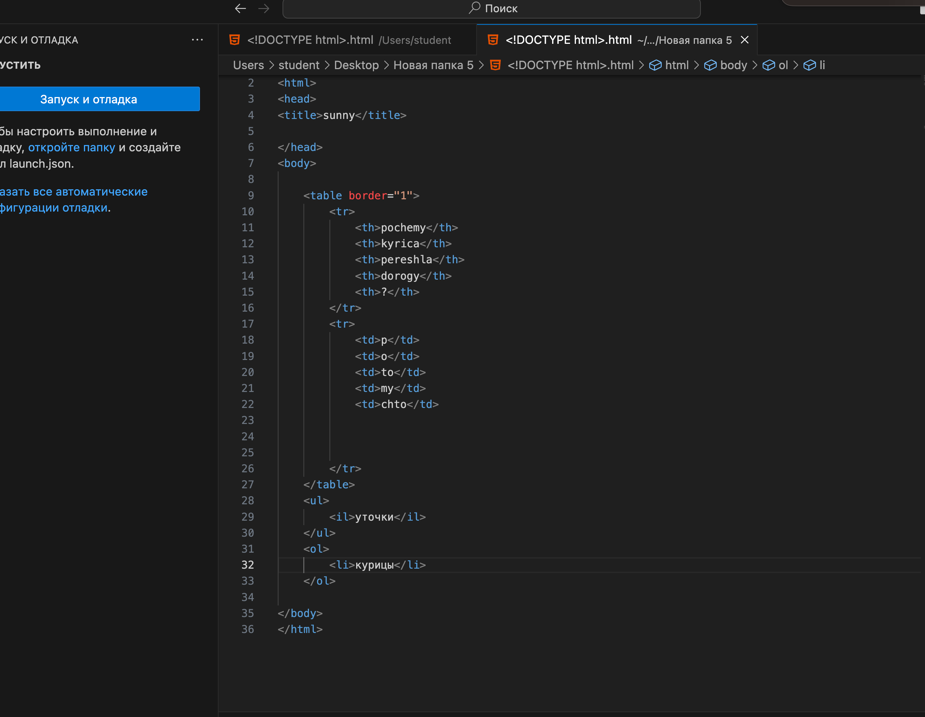 Поиск
УСК И ОТЛАДКА ...
<!DOCTYPE html>.html /Users/student
<!DOCTYPE html>.html ~/.../Новая папка 5
Users > student > Desktop > Новая папка 5 > <!DOCTYPE html>.html > html > body > ol > li
УСТИТЬ
Запуск и отладка
бы настроить выполнение и
адку, откройте папку и создайте
л launch.json.
азать все автоматические
фигурации отладки.
2 <html>
3 <head>
4 <title>sunny</title>
5
6 </head>
7 <body>
8
9 <table border="1">
10 <tr>
11 <th>pochemy</th>
12 <th>kyrica</th>
13 <th>pereshla</th>
14 <th>dorogy</th>
15 <th>?</th>
16 </tr>
17 <tr>
18 <td>p</td>
19 <td>o</td>
20 <td>to</td>
21 <td>my</td>
22 <td>chto</td>
23
24
25
26 </tr>
27 </table>
28 <ul>
29 <il>уточки</il>
30 </ul>
31 <ol>
32 <li>курицы</li>
33 </ol>
34
35 </body>
36 </html>